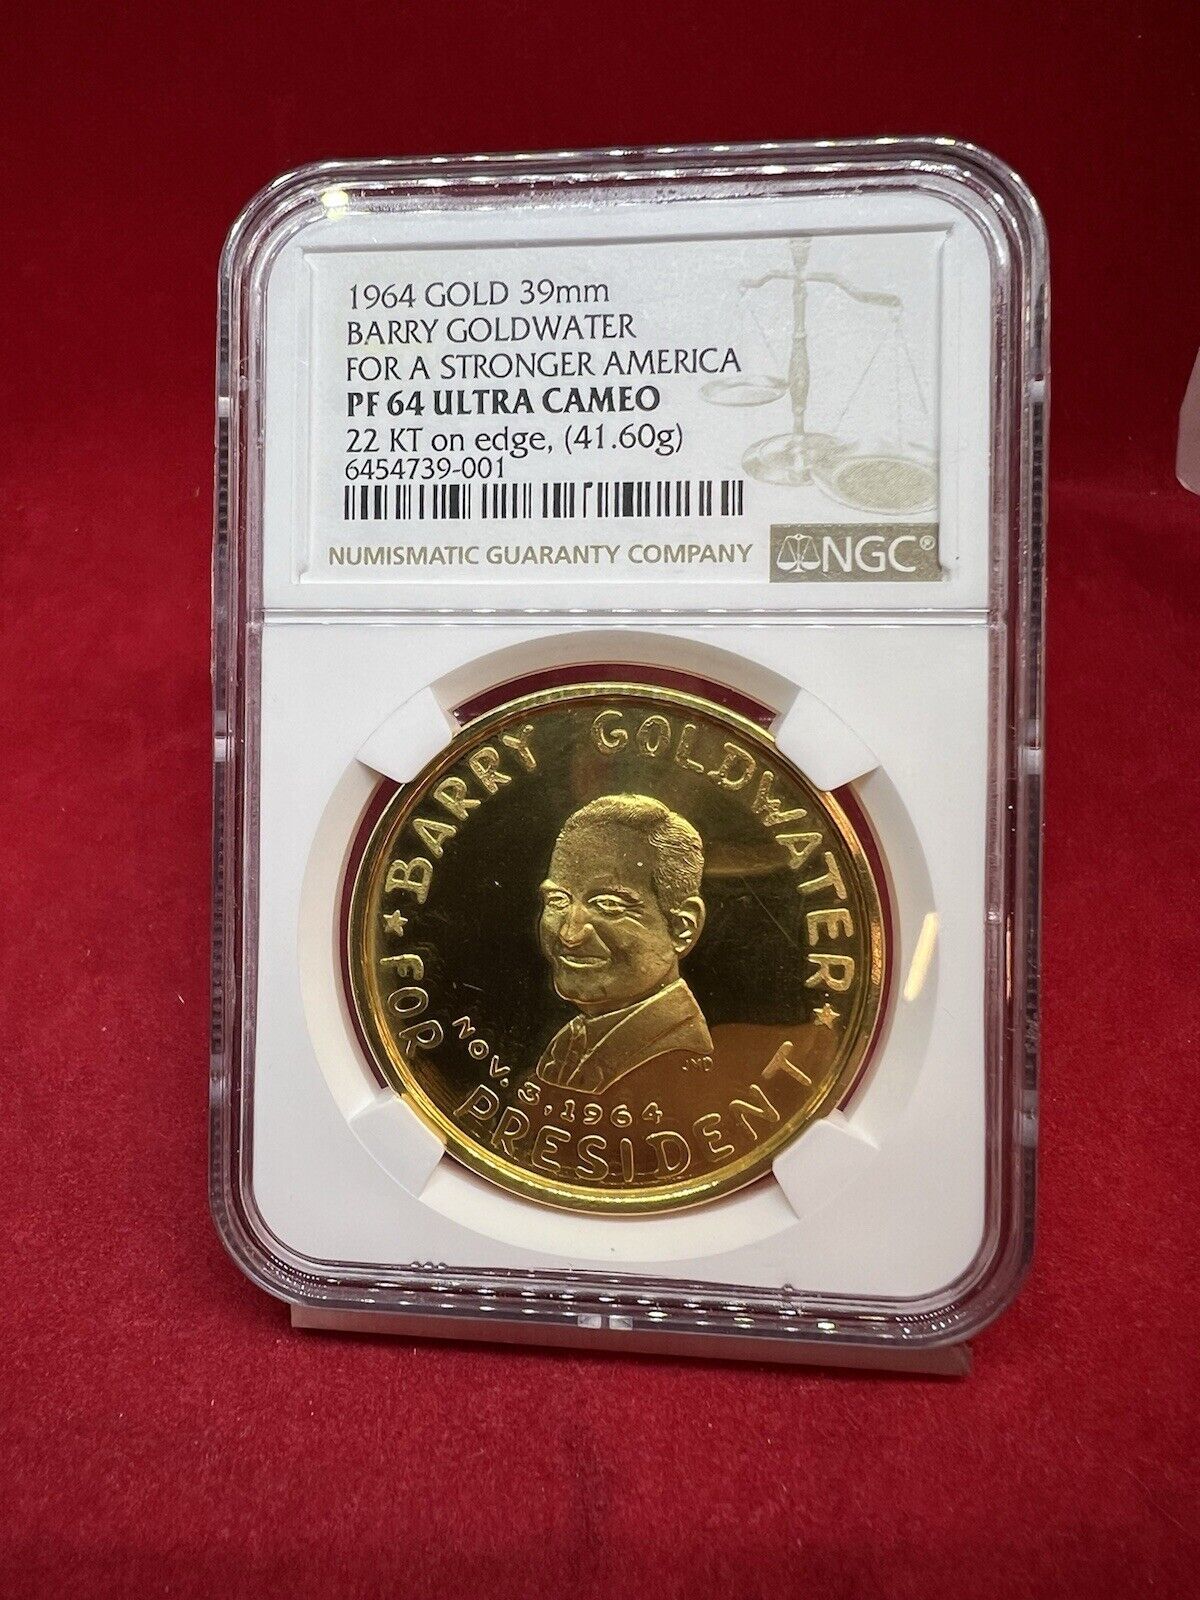 1964 GOLD 39mm
BARRY GOLDWATER
FOR A STRONGER AMERICA
PF 64 ULTRA CAMEO
22 KT on edge, (41.60g)
6454739-001
NUMISMATIC GUARANTY COMPANY
NGC®
★ BARRY GOLDWATER ★
FOR PRESIDENT
NOV. 3, 1964
JMD